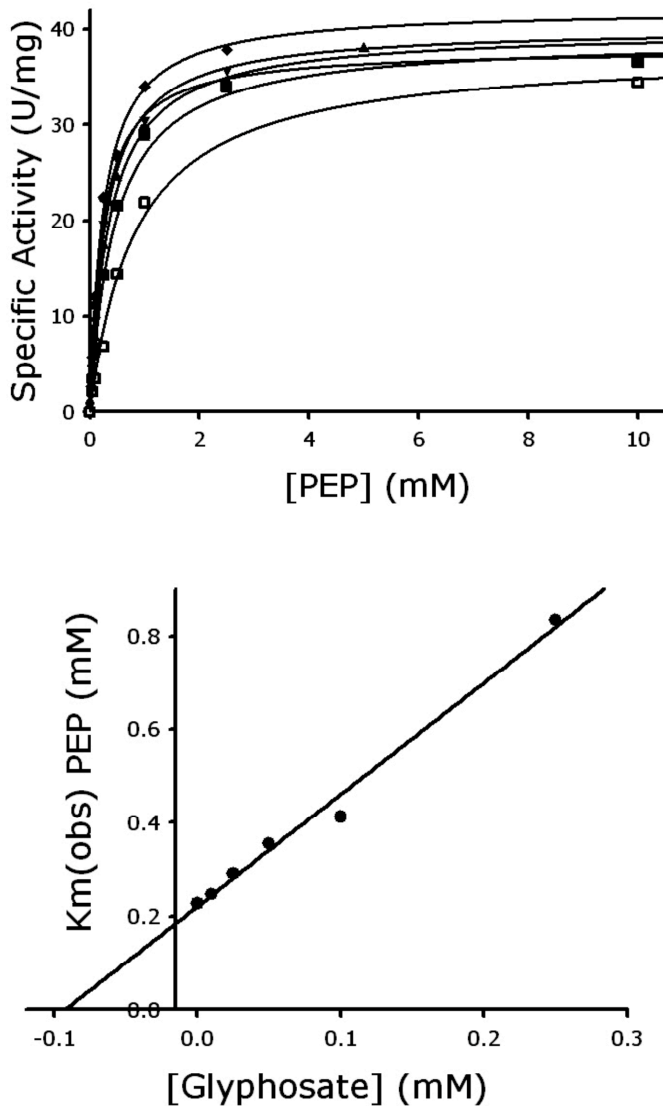 40
30
20
10
0
Specific Activity (U/mg)
0 2 4 6 8 10
[PEP] (mM)
0.8
0.6
0.4
0.2
0.0
Km(obs) PEP (mM)
-0.1 0.0 0.1 0.2 0.3
[Glyphosate] (mM)